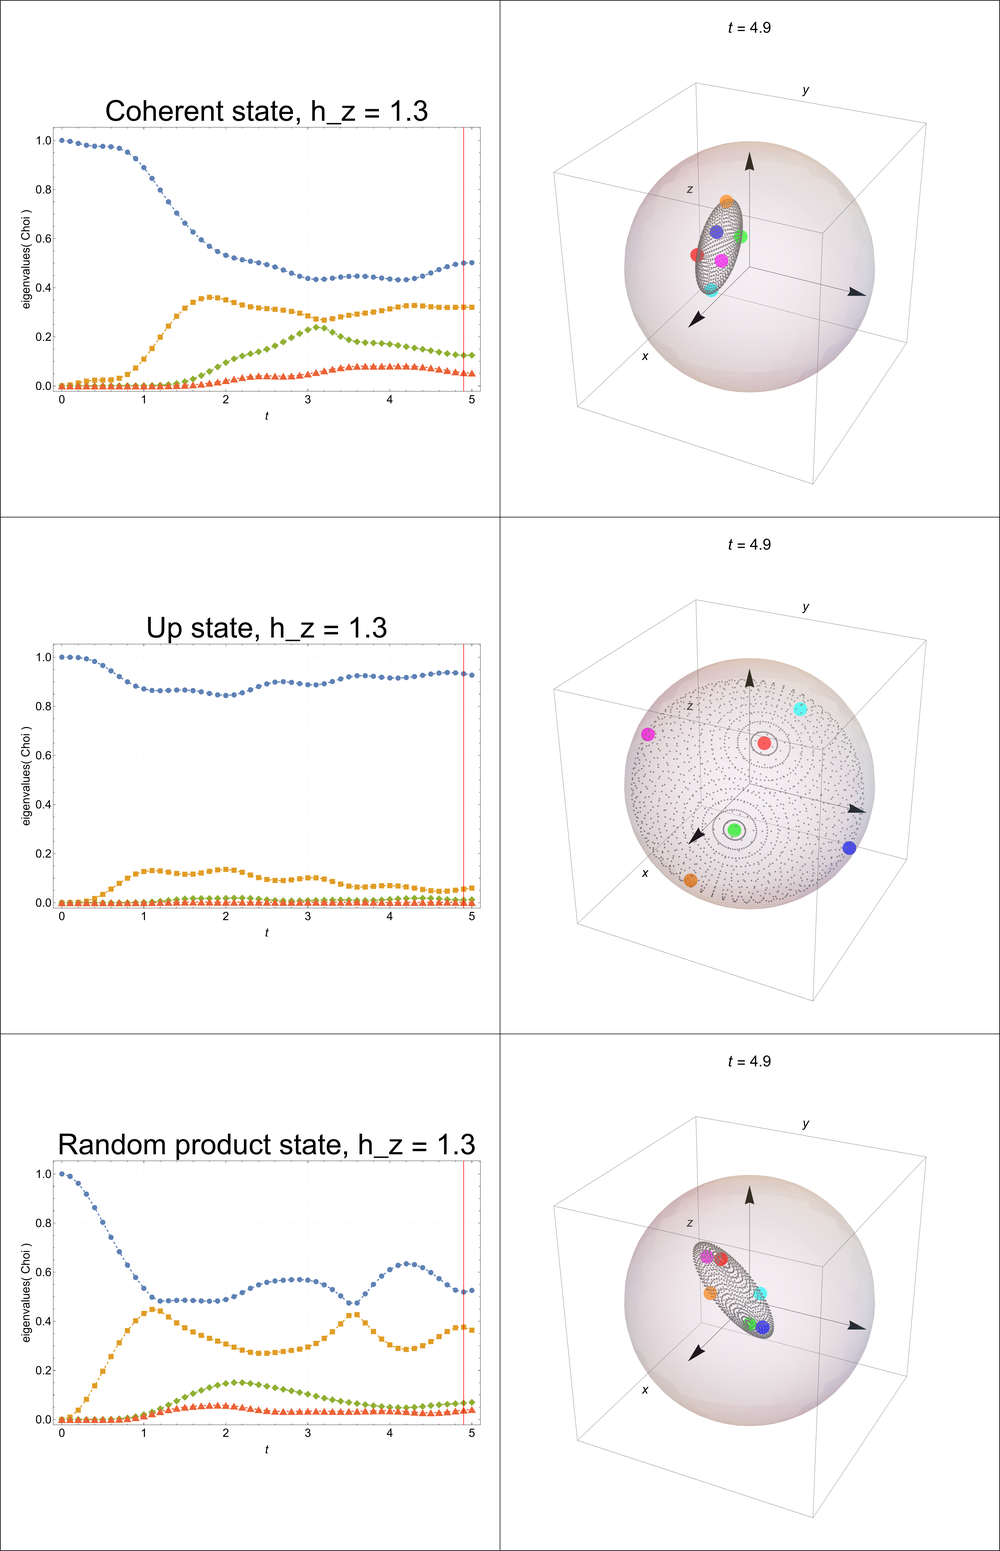 Coherent state, h_z = 1.3
eigenvalues( Choi )
1.0
0.8
0.6
0.4
0.2
0.0
0 1 2 3 4 5
t
t = 4.9
y
z
x
Up state, h_z = 1.3
eigenvalues( Choi )
1.0
0.8
0.6
0.4
0.2
0.0
0 1 2 3 4 5
t
t = 4.9
y
z
x
Random product state, h_z = 1.3
eigenvalues( Choi )
1.0
0.8
0.6
0.4
0.2
0.0
0 1 2 3 4 5
t
t = 4.9
y
z
x